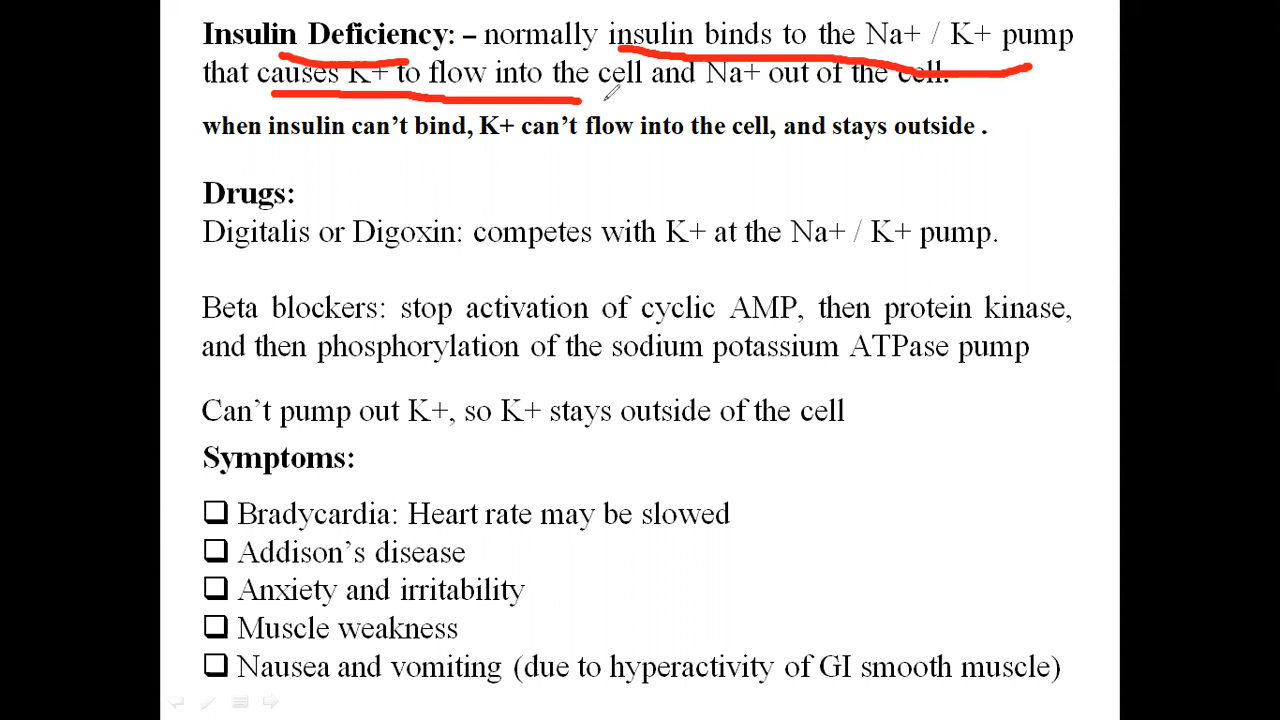 Insulin Deficiency: – normally insulin binds to the Na+ / K+ pump
that causes K+ to flow into the cell and Na+ out of the cell.
when insulin can't bind, K+ can't flow into the cell, and stays outside .
Drugs:
Digitalis or Digoxin: competes with K+ at the Na+ / K+ pump.
Beta blockers: stop activation of cyclic AMP, then protein kinase,
and then phosphorylation of the sodium potassium ATPase pump
Can't pump out K+, so K+ stays outside of the cell
Symptoms:
❑ Bradycardia: Heart rate may be slowed
❑ Addison's disease
❑ Anxiety and irritability
❑ Muscle weakness
❑ Nausea and vomiting (due to hyperactivity of GI smooth muscle)